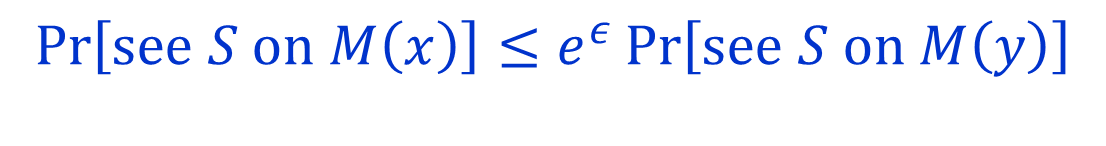 Pr[see S on M(x)] ≤ e^ϵ Pr[see S on M(y)]